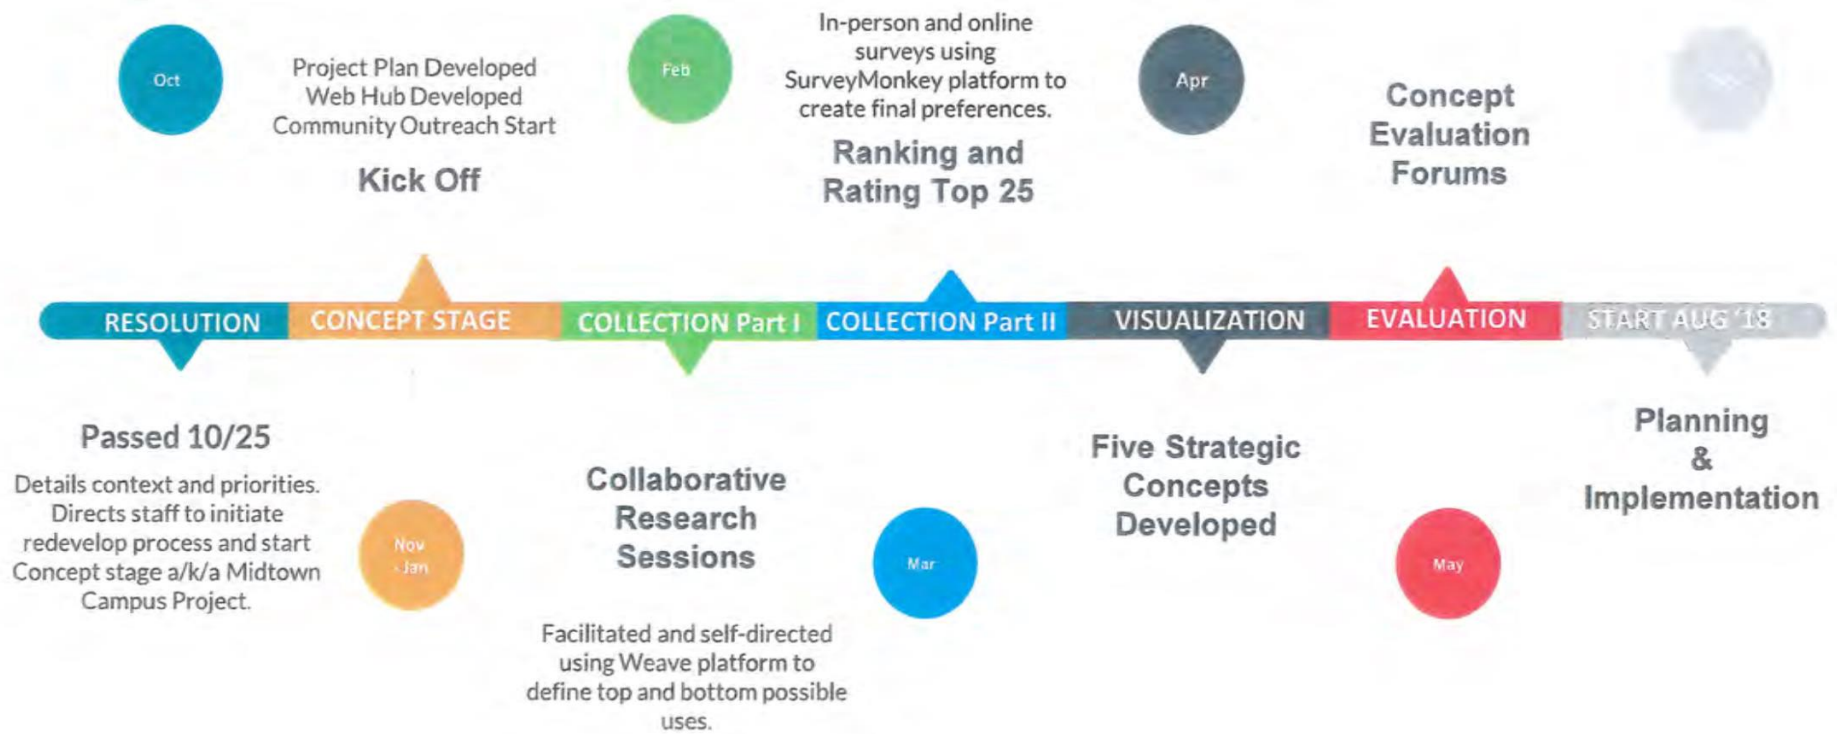 Oct
Project Plan Developed
Web Hub Developed
Community Outreach Start
Kick Off
Feb
In-person and online
surveys using
SurveyMonkey platform to
create final preferences.
Ranking and
Rating Top 25
Apr
Concept
Evaluation
Forums
RESOLUTION
CONCEPT STAGE
COLLECTION Part I
COLLECTION Part II
VISUALIZATION
EVALUATION
START AUG '18
Passed 10/25
Details context and priorities.
Directs staff to initiate
redevelop process and start
Concept stage a/k/a Midtown
Campus Project.
Nov
- Jan
Collaborative
Research
Sessions
Facilitated and self-directed
using Weave platform to
define top and bottom possible
uses.
Mar
Five Strategic
Concepts
Developed
May
Planning
&
Implementation